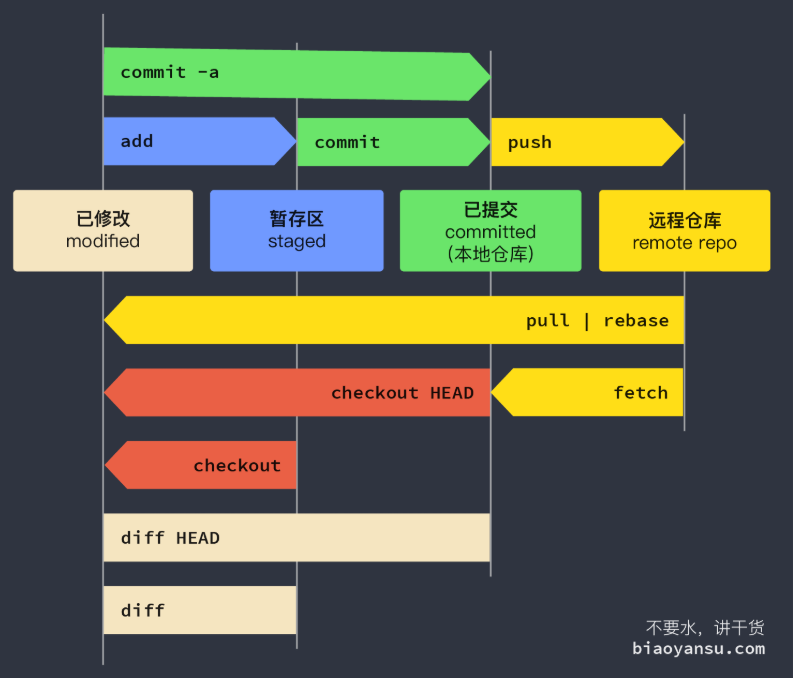 commit -a
add
commit
push
已修改
modified
暂存区
staged
已提交
committed
(本地仓库)
远程仓库
remote repo
pull | rebase
checkout HEAD
fetch
checkout
diff HEAD
diff
不要水，讲干货
biaoyansu.com